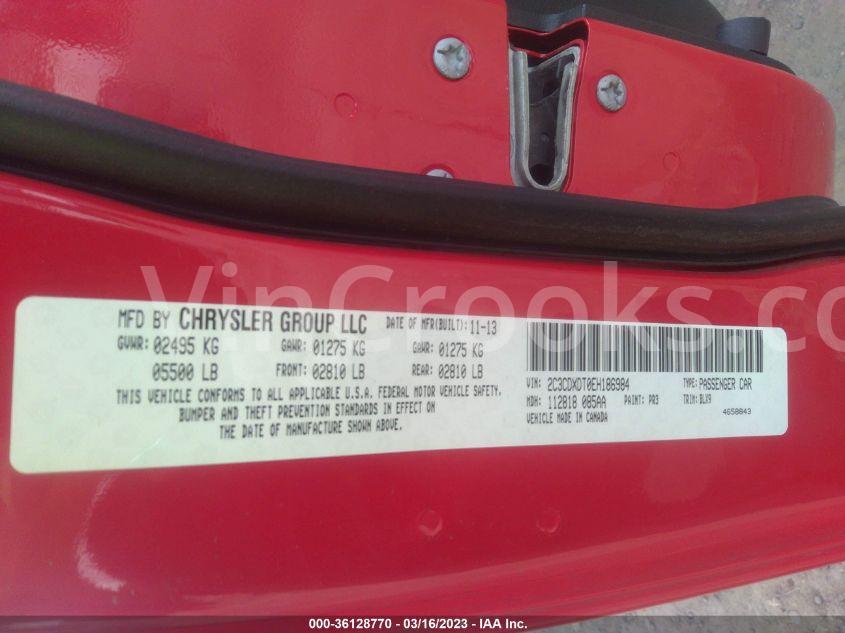 MFD BY CHRYSLER GROUP LLC DATE OF MFR(BUILT): 11-13
GVWR: 02495 KG GAWR: 01275 KG GAWR: 01275 KG
05500 LB FRONT: 02810 LB REAR: 02810 LB
THIS VEHICLE CONFORMS TO ALL APPLICABLE U.S.A. FEDERAL MOTOR VEHICLE SAFETY,
BUMPER AND THEFT PREVENTION STANDARDS IN EFFECT ON
THE DATE OF MANUFACTURE SHOWN ABOVE.
VIN: 2C3CDXDT0EH186984 TYPE: PASSENGER CAR
MDH: 112818 085AA PAINT: PR3 TRIM: BLX9
VEHICLE MADE IN CANADA 4658843
VinCrooks.co
000-36128770 - 03/16/2023 - IAA Inc.